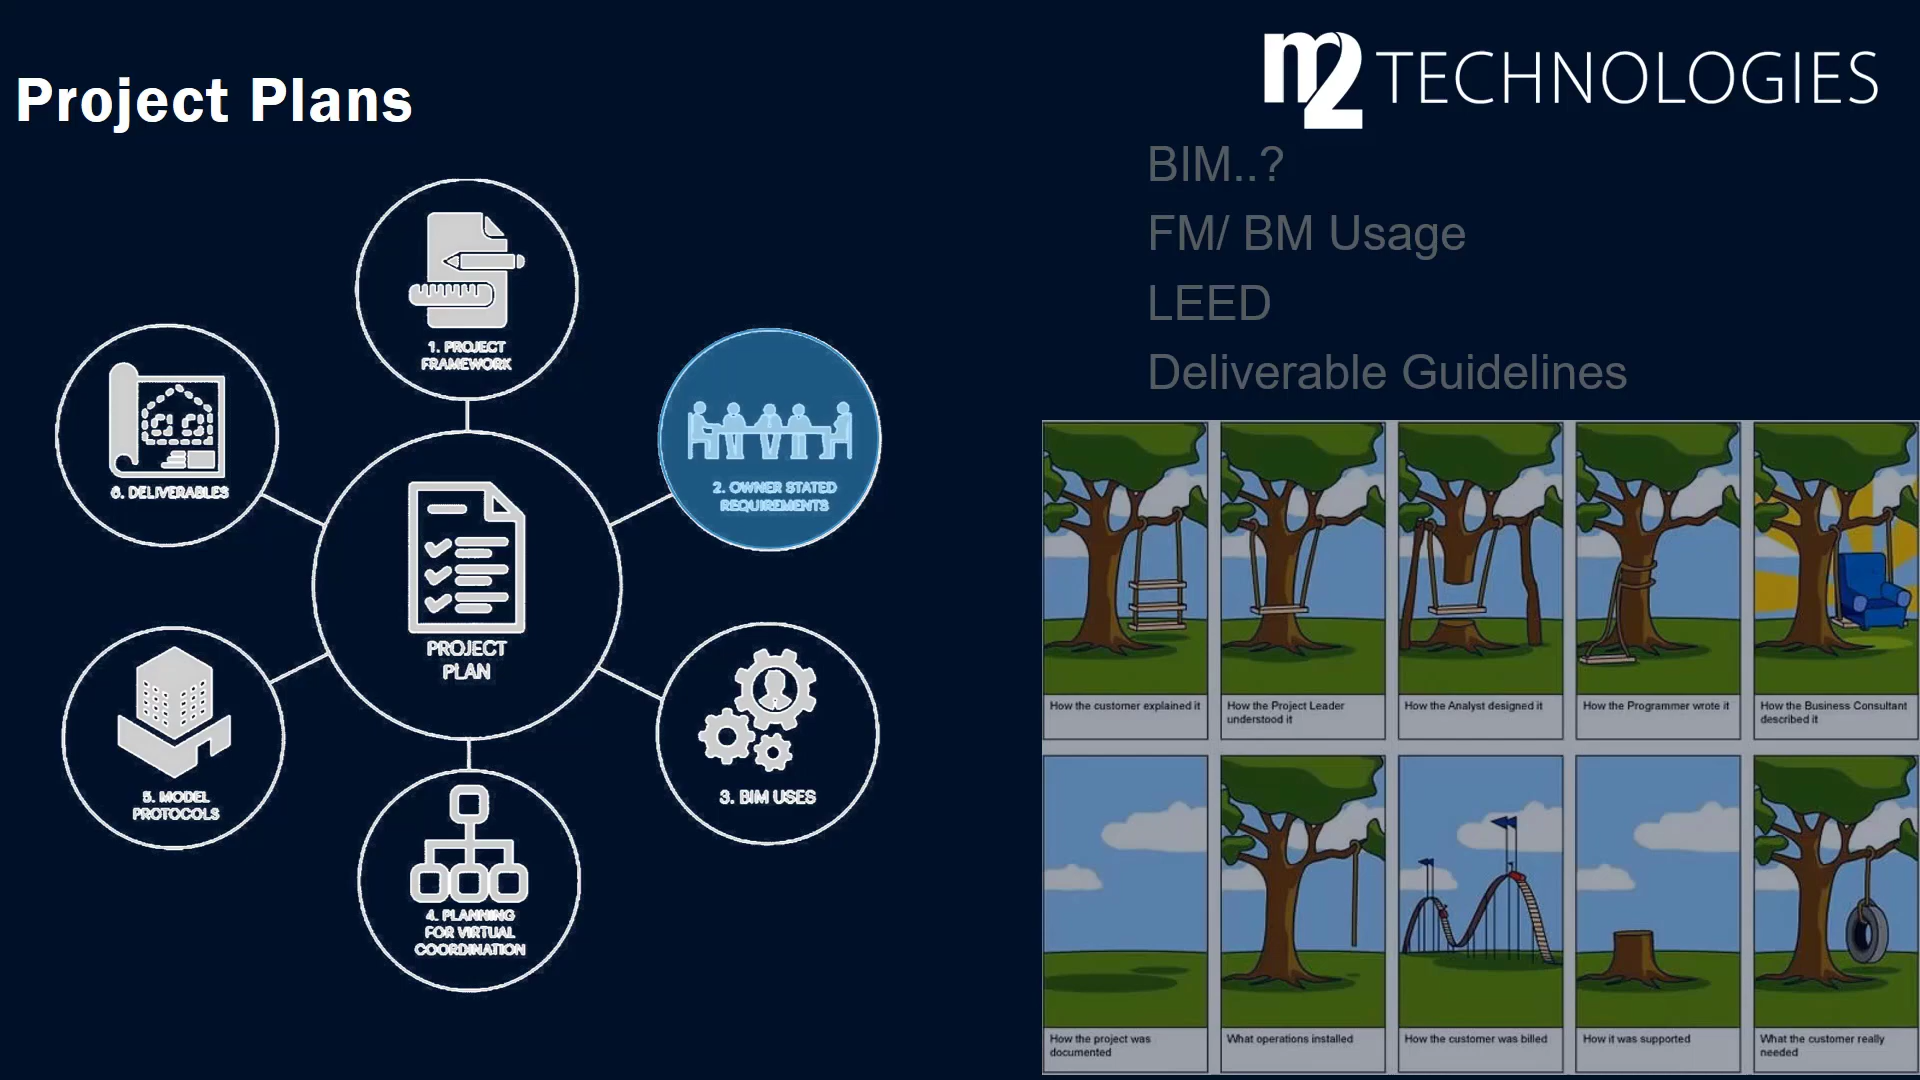 Project Plans
m2 TECHNOLOGIES
BIM..?
FM/ BM Usage
LEED
Deliverable Guidelines
1. PROJECT
FRAMEWORK
2. OWNER STATED
REQUIREMENTS
3. BIM USES
4. PLANNING
FOR VIRTUAL
COORDINATION
5. MODEL
PROTOCOLS
6. DELIVERABLES
PROJECT
PLAN
How the customer explained it
How the Project Leader
understood it
How the Analyst designed it
How the Programmer wrote it
How the Business Consultant
described it
How the project was
documented
What operations installed
How the customer was billed
How it was supported
What the customer really
needed